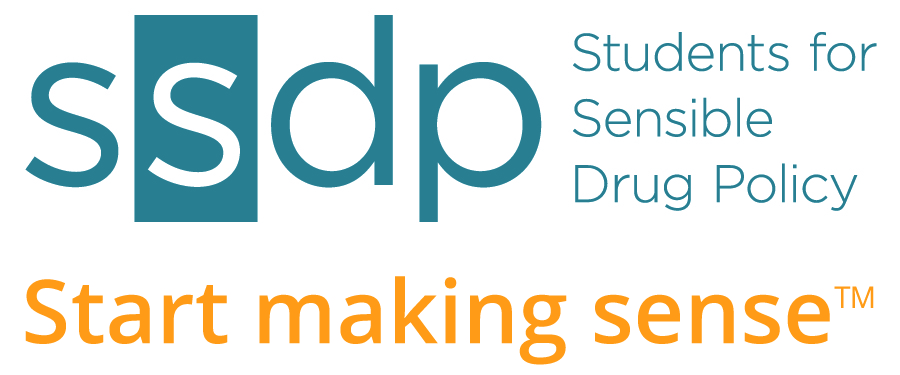 ssdp
Students for
Sensible
Drug Policy
Start making sense™